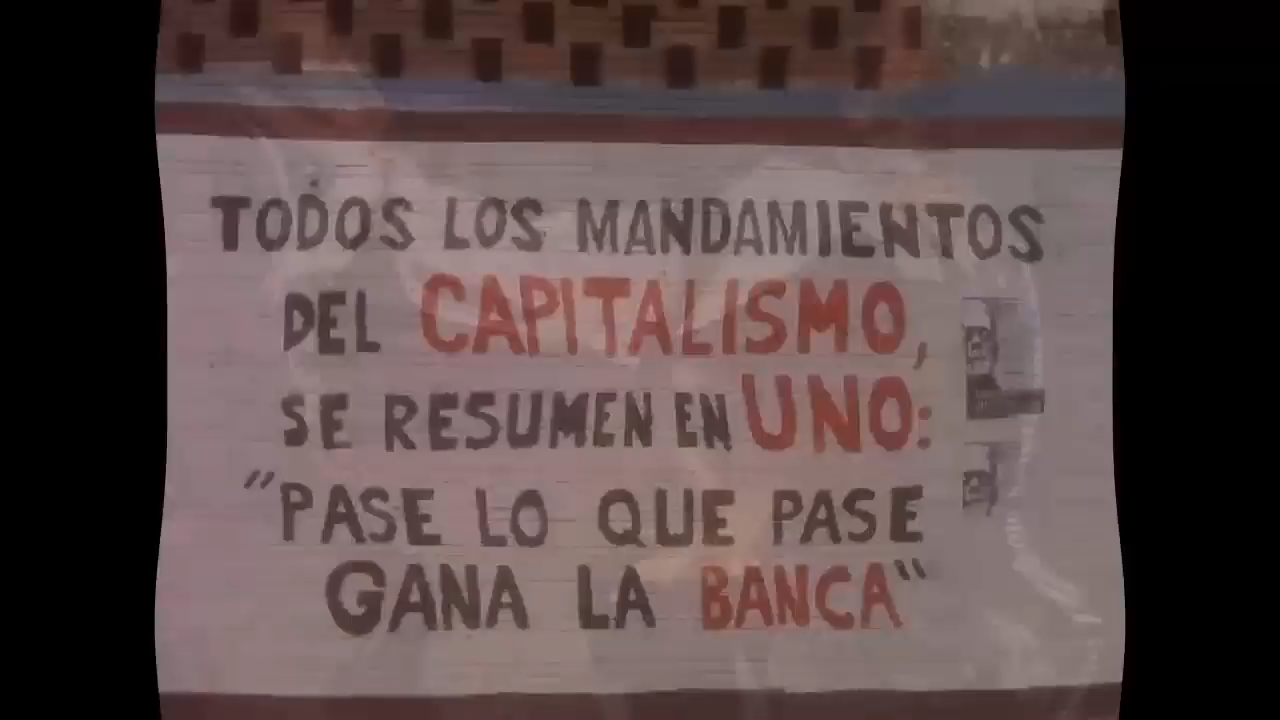 TODOS LOS MANDAMIENTOS
DEL CAPITALISMO,
SE RESUMEN EN UNO:
"PASE LO QUE PASE
GANA LA BANCA"